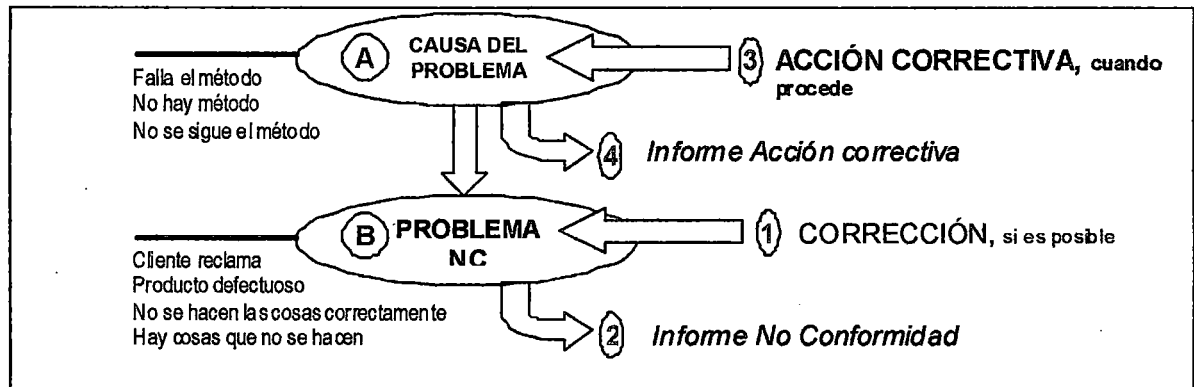 A
CAUSA DEL
PROBLEMA
3 ACCIÓN CORRECTIVA, cuando
procede
Falla el método
No hay método
No se sigue el método
4 Informe Acción correctiva
B
PROBLEMA
NC
1 CORRECCIÓN, si es posible
Cliente reclama
Producto defectuoso
No se hacen las cosas correctamente
Hay cosas que no se hacen
2 Informe No Conformidad